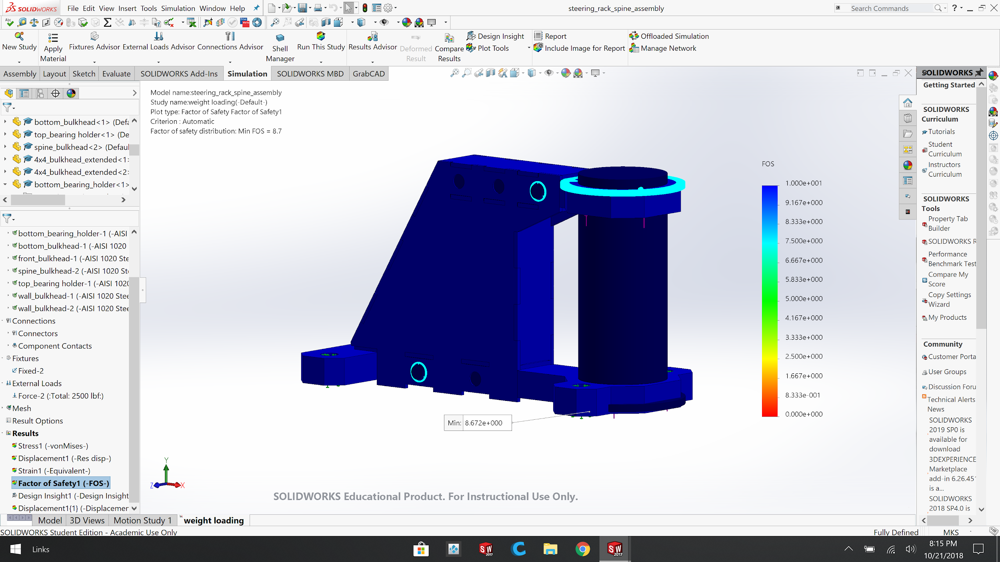 SOLIDWORKS
File Edit View Insert Tools Simulation Window Help
steering_rack_spine_assembly
Search Commands
New Study
Apply Material
Fixtures Advisor
External Loads Advisor
Connections Advisor
Shell Manager
Run This Study
Results Advisor
Deformed Result
Compare Results
Design Insight
Plot Tools
Report
Include Image for Report
Offloaded Simulation
Manage Network
Assembly Layout Sketch Evaluate SOLIDWORKS Add-Ins Simulation SOLIDWORKS MBD GrabCAD
bottom_bulkhead<1> (Defa
top_bearing holder<1> (De
spine_bulkhead<2> (Defaul
4x4_bulkhead_extended<1>
4x4_bulkhead_extended<2>
bottom_bearing_holder<1>
bottom_bearing_holder-1 (-AISI
bottom_bulkhead-1 (-AISI 1020
front_bulkhead-1 (-AISI 1020 Ste
spine_bulkhead-2 (-AISI 1020 St
top_bearing holder-1 (-AISI 1020
wall_bulkhead-1 (-AISI 1020 Stee
wall_bulkhead-2 (-AISI 1020 Stee
Connections
Connectors
Component Contacts
Fixtures
Fixed-2
External Loads
Force-2 (:Total: 2500 lbf:)
Mesh
Result Options
Results
Stress1 (-vonMises-)
Displacement1 (-Res disp-)
Strain1 (-Equivalent-)
Factor of Safety1 (-FOS-)
Design Insight1 (-Design Insight
Displacement1{1} (-Displacemer
Model name:steering_rack_spine_assembly
Study name:weight loading(-Default-)
Plot type: Factor of Safety Factor of Safety1
Criterion : Automatic
Factor of safety distribution: Min FOS = 8.7
Min: 8.672e+000
FOS
1.000e+001
9.167e+000
8.333e+000
7.500e+000
6.667e+000
5.833e+000
5.000e+000
4.167e+000
3.333e+000
2.500e+000
1.667e+000
8.333e-001
0.000e+000
Y
Z
X
SOLIDWORKS Educational Product. For Instructional Use Only.
SOLIDWORKS
Getting Started
SOLIDWORKS
Curriculum
Tutorials
Student
Curriculum
Instructors
Curriculum
SOLIDWORKS
Tools
Property Tab
Builder
SOLIDWORKS R
Performance
Benchmark Test
Compare My
Score
Copy Settings
Wizard
My Products
Community
Customer Porta
User Groups
Discussion Foru
Technical Alerts
News
SOLIDWORKS
2019 SP0 is
available for
download
3DEXPERIENCE
Marketplace
add-in 6.26.45
is a...
SOLIDWORKS
2018 SP4.0 is
Model 3D Views Motion Study 1 weight loading
SOLIDWORKS Student Edition - Academic Use Only
Fully Defined
MKS
Links
SW 2017
SW 2017
8:15 PM
10/21/2018